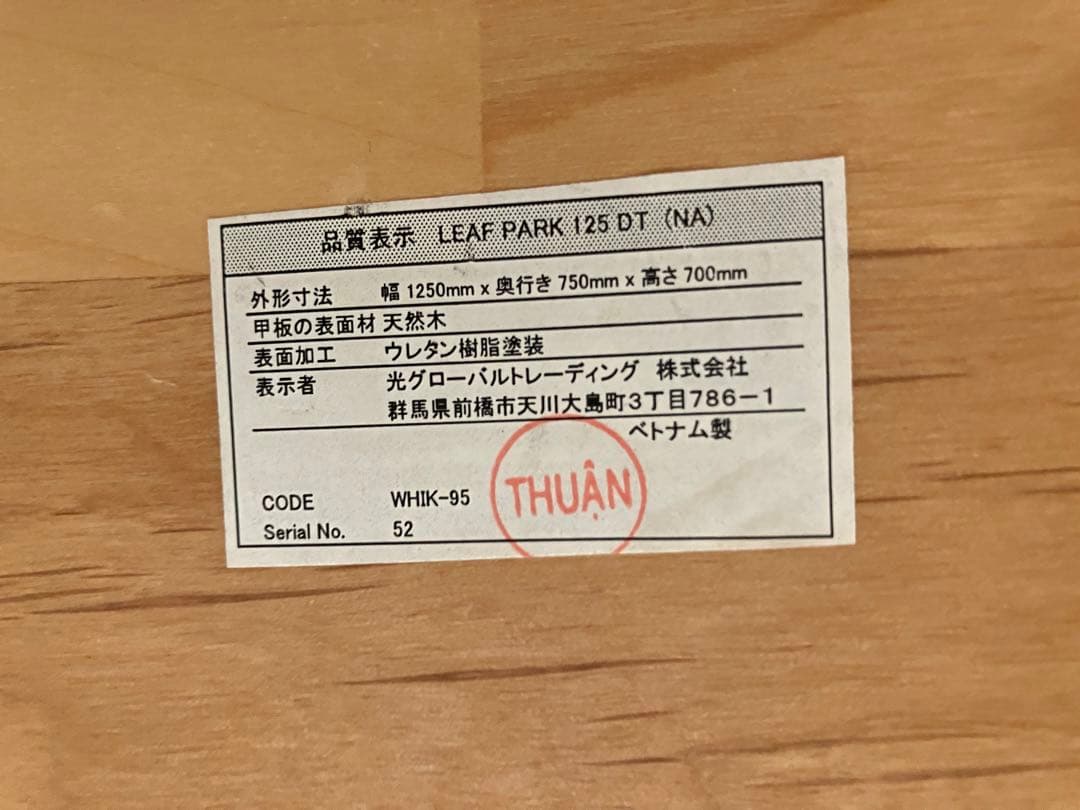 品質表示 LEAF PARK 125 DT (NA)
外形寸法 幅 1250mm x 奥行き 750mm x 高さ 700mm
甲板の表面材 天然木
表面加工 ウレタン樹脂塗装
表示者 光グローバルトレーディング 株式会社
群馬県前橋市天川大島町3丁目786-1
ベトナム製
THUẬN
CODE WHIK-95
Serial No. 52